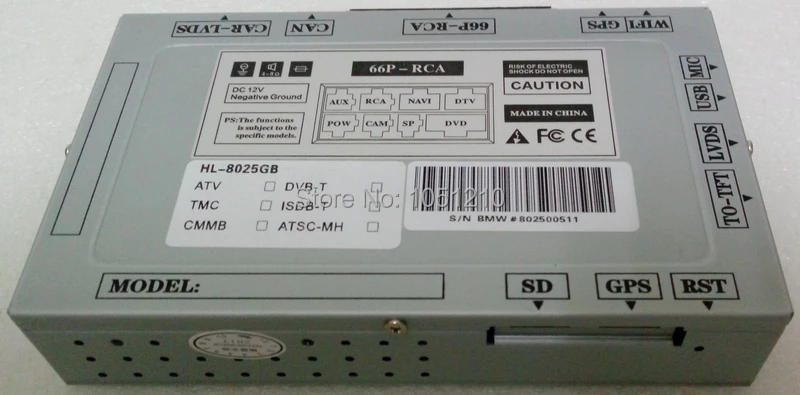 CAR-LVDS
CAN
66P-RCA
GPS
WIFI
4-8Ω
66P-RCA
DC 12V
Negative Ground
PS:The functions
is subject to the
specific models.
AUX
RCA
NAVI
DTV
POW
CAM
SP
DVD
RISK OF ELECTRIC
SHOCK DO NOT OPEN
CAUTION
MADE IN CHINA
FC CE
MIC
USB
LVDS
TO-TFT
HL-8025GB
ATV
DVB-T
TMC
ISDB-T
CMMB
ATSC-MH
Store No: 1051210
S/N BMW #802500511
MODEL:
SD
GPS
RST